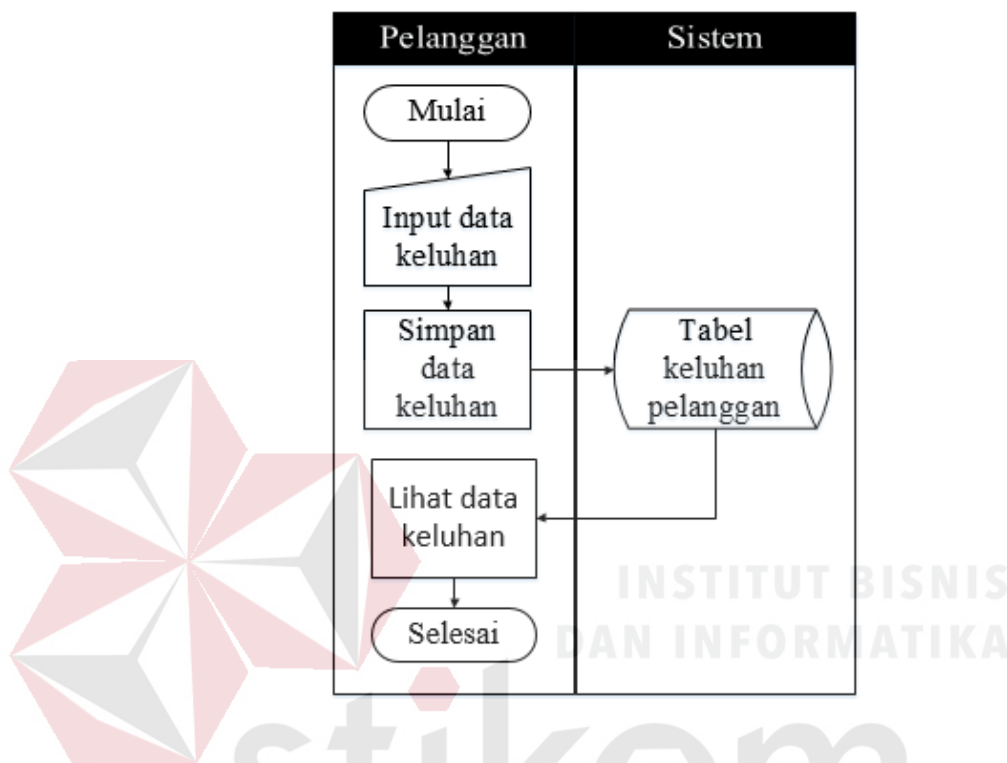 Pelanggan
Sistem
Mulai
Input data
keluhan
Simpan
data
keluhan
Tabel
keluhan
pelanggan
Lihat data
keluhan
Selesai
INSTITUT BISNIS
DAN INFORMATIKA
stikom